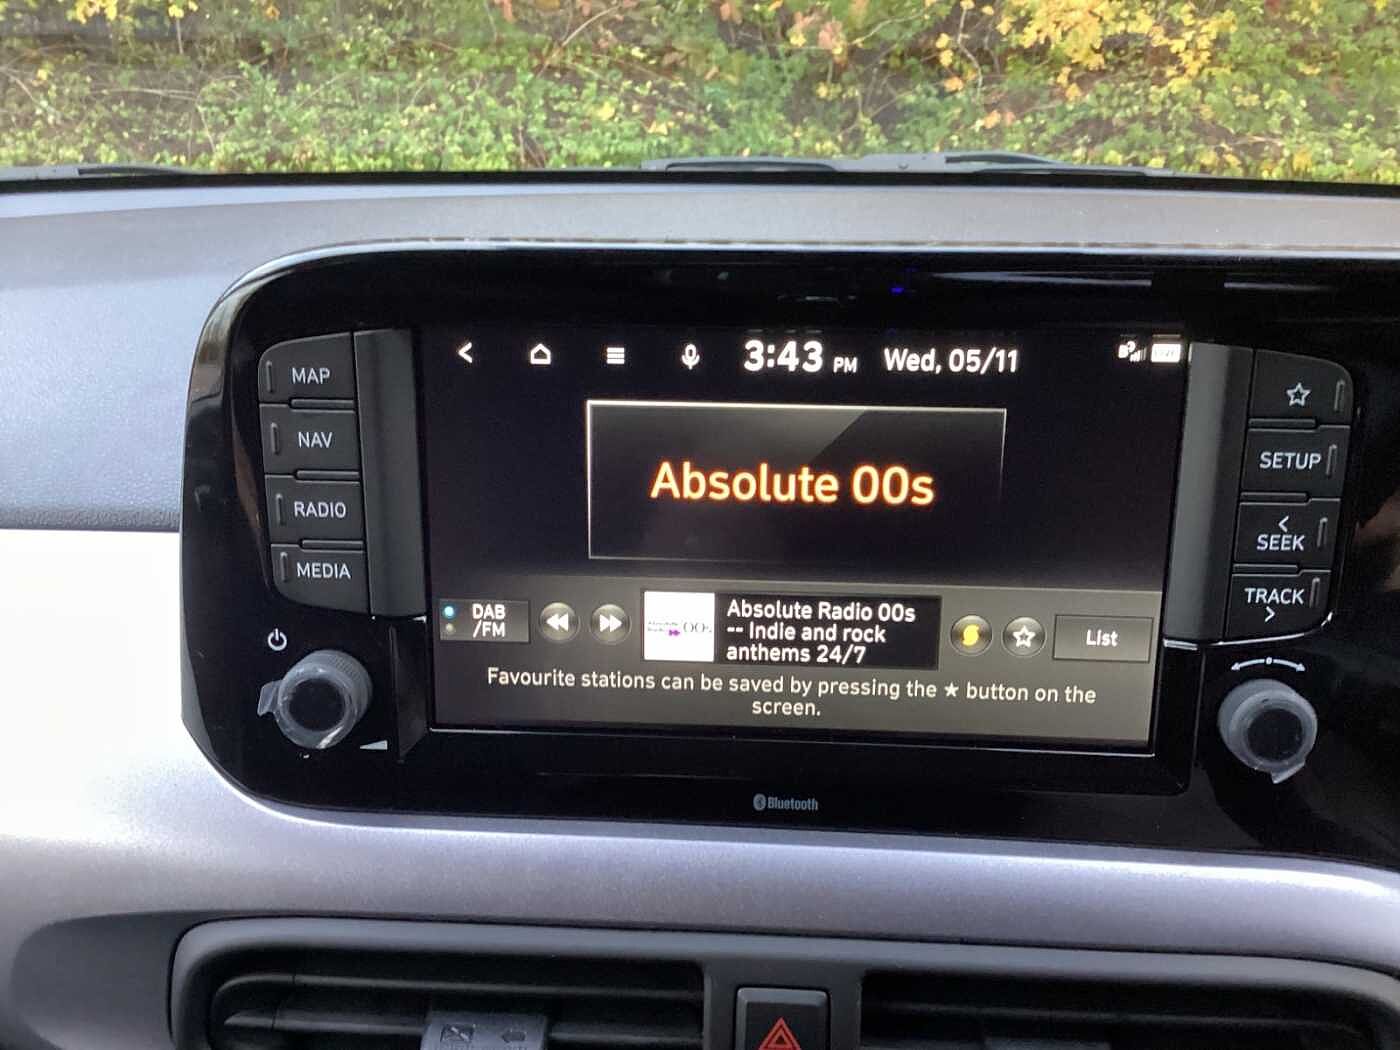 3:43 PM Wed, 05/11
MAP
NAV
RADIO
MEDIA
Absolute 00s
SETUP
< SEEK
TRACK >
DAB
/FM
00s
Absolute Radio 00s
-- Indie and rock
anthems 24/7
List
Favourite stations can be saved by pressing the ★ button on the
screen.
Bluetooth